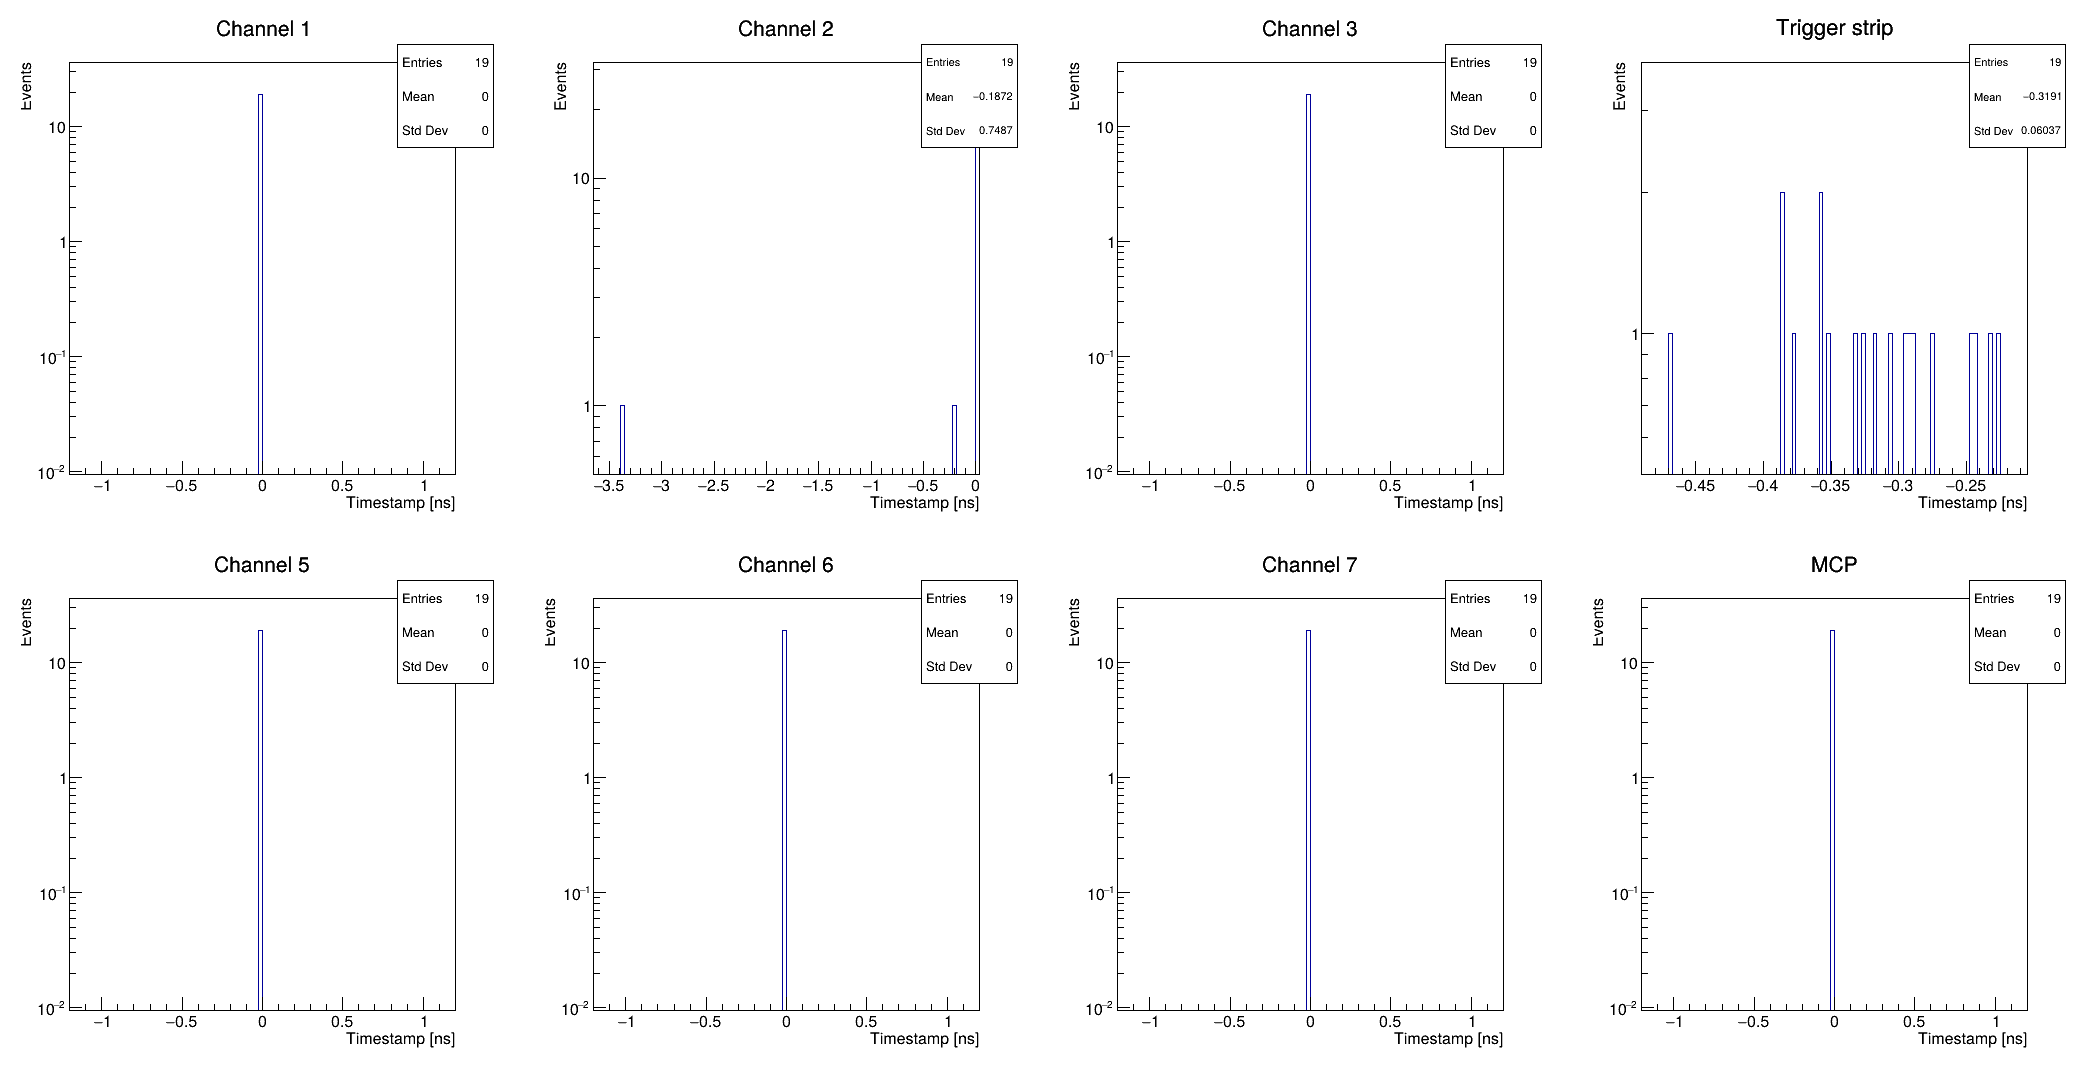 Channel 1
Events
Entries 19
Mean 0
Std Dev 0
10
1
10⁻¹
10⁻²
−1 −0.5 0 0.5 1
Timestamp [ns]
Channel 2
Events
Entries 19
Mean −0.1872
Std Dev 0.7487
10
1
−3.5 −3 −2.5 −2 −1.5 −1 −0.5 0
Timestamp [ns]
Channel 3
Events
Entries 19
Mean 0
Std Dev 0
10
1
10⁻¹
10⁻²
−1 −0.5 0 0.5 1
Timestamp [ns]
Trigger strip
Events
Entries 19
Mean −0.3191
Std Dev 0.06037
1
−0.45 −0.4 −0.35 −0.3 −0.25
Timestamp [ns]
Channel 5
Events
Entries 19
Mean 0
Std Dev 0
10
1
10⁻¹
10⁻²
−1 −0.5 0 0.5 1
Timestamp [ns]
Channel 6
Events
Entries 19
Mean 0
Std Dev 0
10
1
10⁻¹
10⁻²
−1 −0.5 0 0.5 1
Timestamp [ns]
Channel 7
Events
Entries 19
Mean 0
Std Dev 0
10
1
10⁻¹
10⁻²
−1 −0.5 0 0.5 1
Timestamp [ns]
MCP
Events
Entries 19
Mean 0
Std Dev 0
10
1
10⁻¹
10⁻²
−1 −0.5 0 0.5 1
Timestamp [ns]